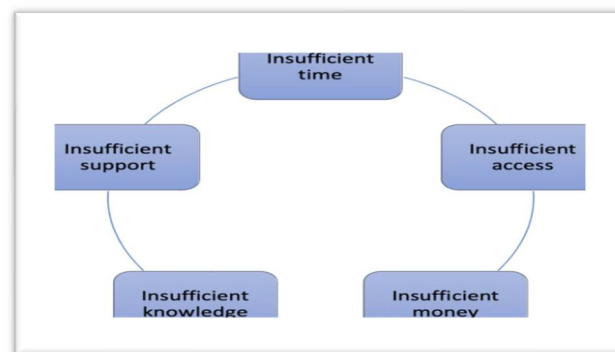 Insufficient
time
Insufficient
support
Insufficient
access
Insufficient
knowledge
Insufficient
money